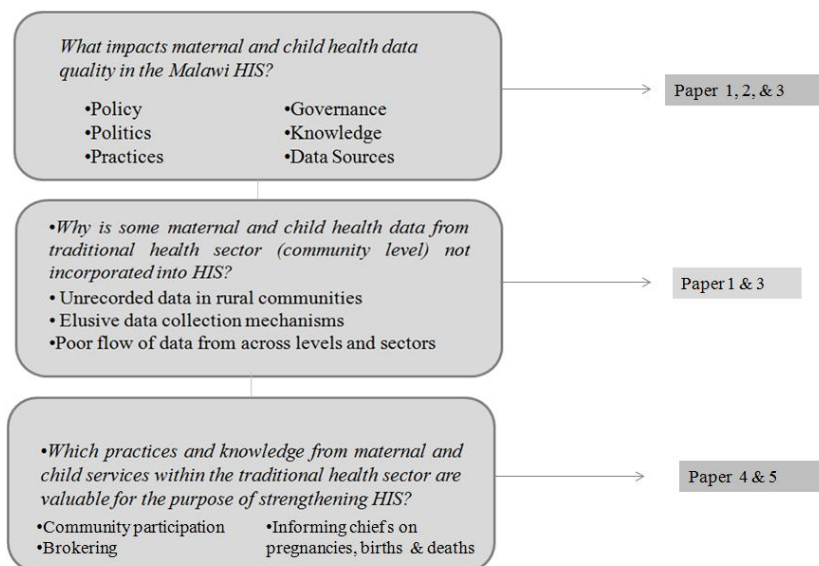 What impacts maternal and child health data
quality in the Malawi HIS?
•Policy
•Politics
•Practices
•Governance
•Knowledge
•Data Sources
Paper 1, 2, & 3
•Why is some maternal and child health data from
traditional health sector (community level) not
incorporated into HIS?
• Unrecorded data in rural communities
• Elusive data collection mechanisms
•Poor flow of data from across levels and sectors
Paper 1 & 3
•Which practices and knowledge from maternal and
child services within the traditional health sector are
valuable for the purpose of strengthening HIS?
•Community participation
•Brokering
•Informing chiefs on
pregnancies, births & deaths
Paper 4 & 5